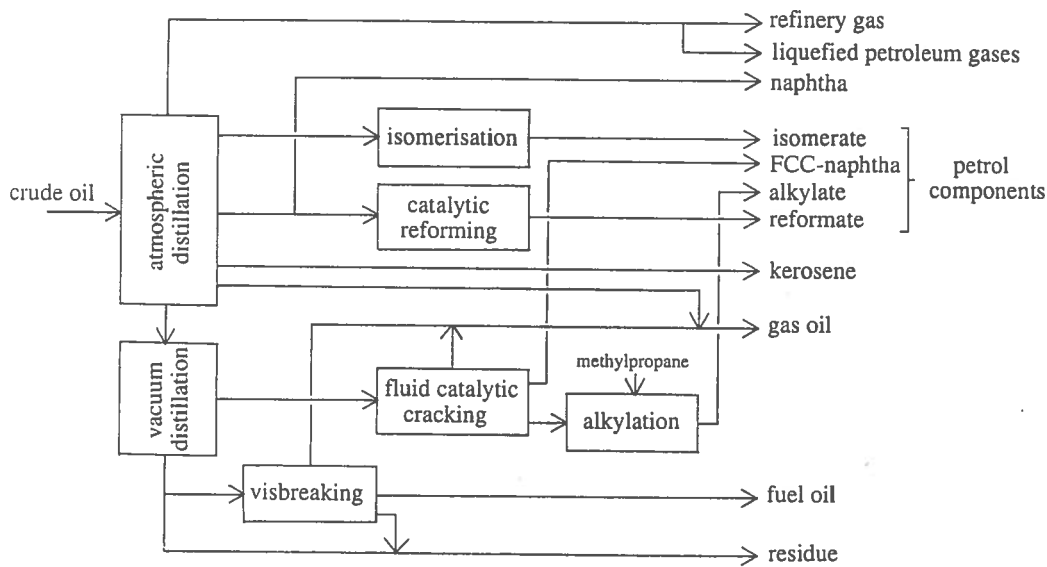 refinery gas
liquefied petroleum gases
naphtha
isomerisation
isomerate
FCC-naphtha
petrol
components
crude oil
atmospheric
distillation
alkylate
catalytic
reforming
reformate
kerosene
gas oil
methylpropane
vacuum
distillation
fluid catalytic
cracking
alkylation
visbreaking
fuel oil
residue